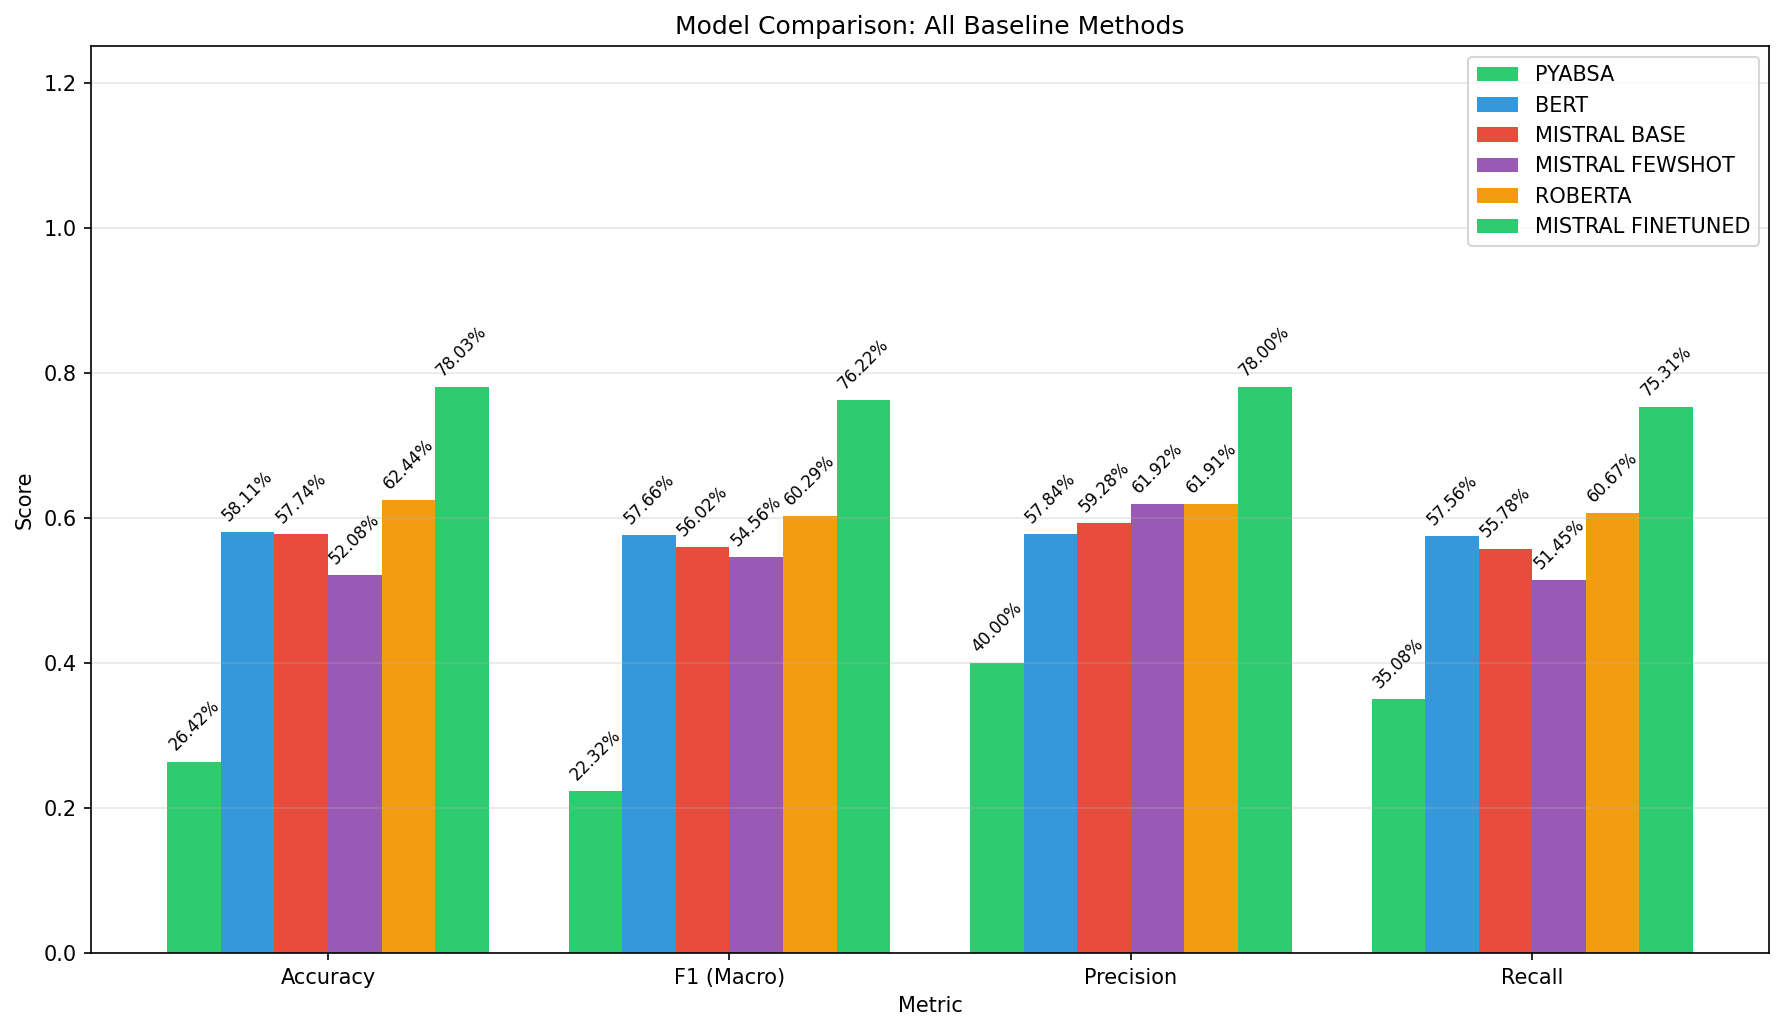 Model Comparison: All Baseline Methods
PYABSA
BERT
MISTRAL BASE
MISTRAL FEWSHOT
ROBERTA
MISTRAL FINETUNED
Score
1.2
1.0
0.8
0.6
0.4
0.2
0.0
26.42%
58.11%
57.74%
52.08%
62.44%
78.03%
22.32%
57.66%
56.02%
54.56%
60.29%
76.22%
40.00%
57.84%
59.28%
61.92%
61.91%
78.00%
35.08%
57.56%
55.78%
51.45%
60.67%
75.31%
Accuracy
F1 (Macro)
Precision
Recall
Metric